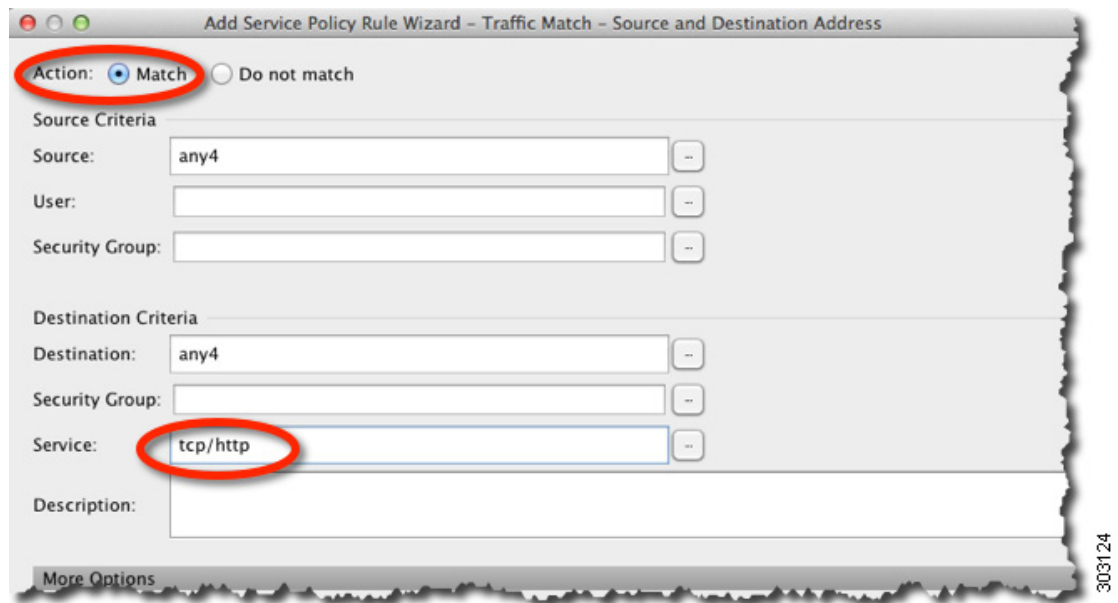 Add Service Policy Rule Wizard – Traffic Match – Source and Destination Address
Action: Match Do not match
Source Criteria
Source: any4 ...
User: ...
Security Group: ...
Destination Criteria
Destination: any4 ...
Security Group: ...
Service: tcp/http ...
Description:
More Options
303124